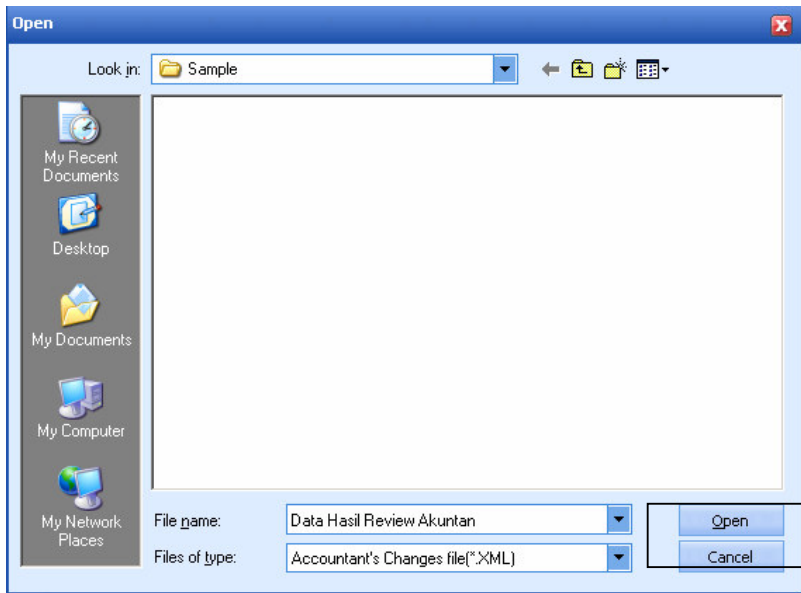 Open
Look in:
Sample
My Recent
Documents
Desktop
My Documents
My Computer
My Network
Places
File name:
Data Hasil Review Akuntan
Open
Files of type:
Accountant's Changes file(*.XML)
Cancel